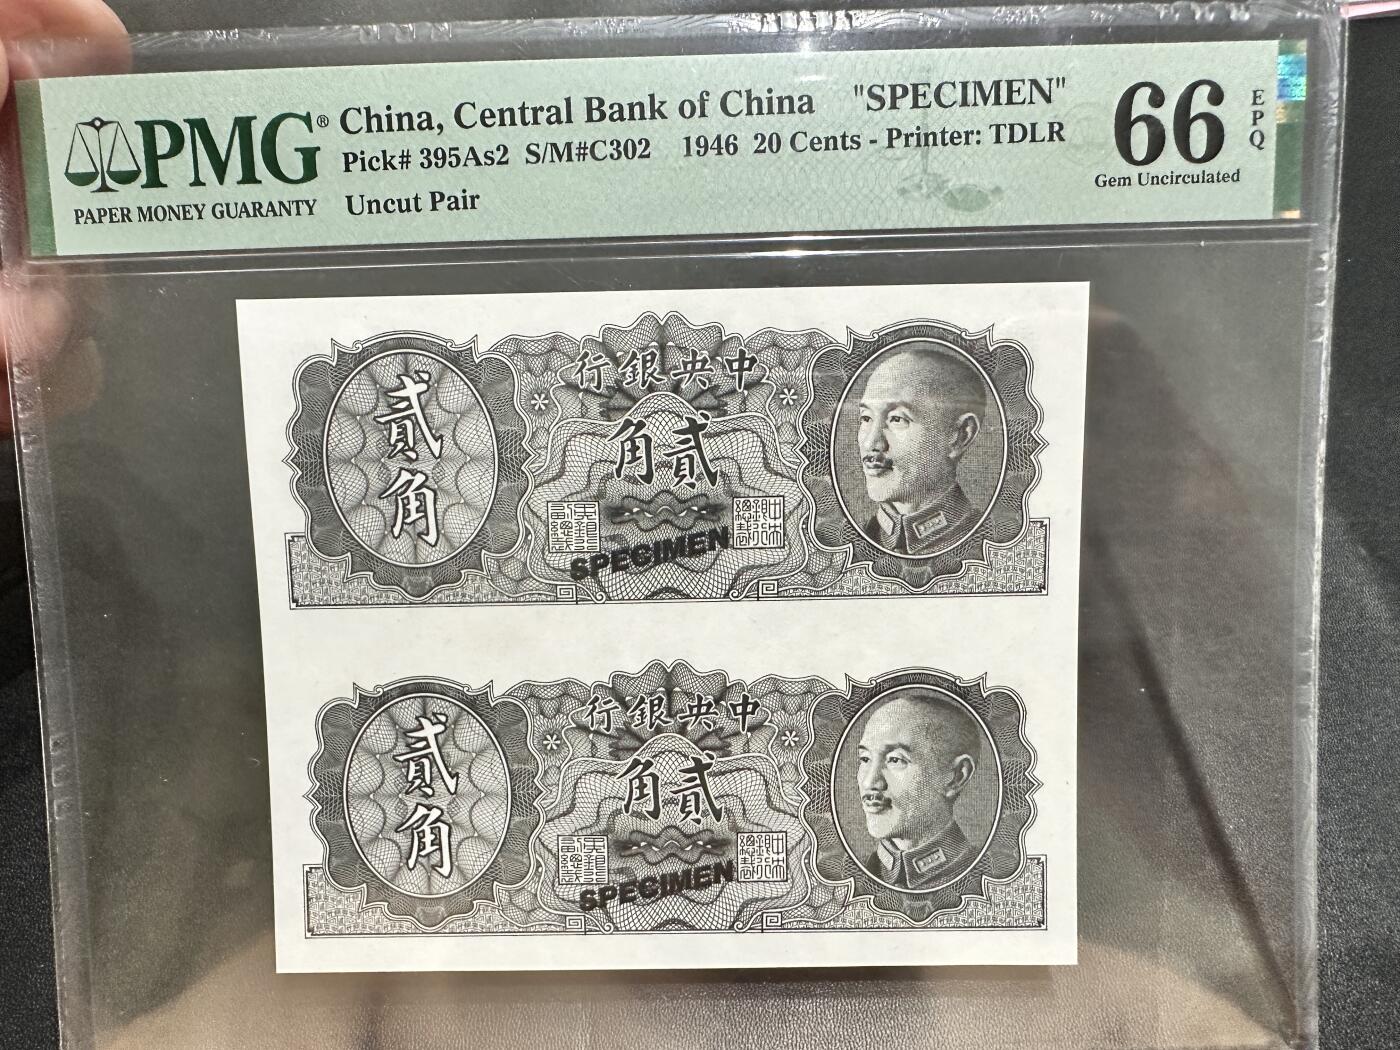 PMG®
PAPER MONEY GUARANTY
China, Central Bank of China "SPECIMEN"
Pick# 395As2 S/M#C302 1946 20 Cents - Printer: TDLR
Uncut Pair
66
EPQ
Gem Uncirculated
行銀央中
貳角
角貳
SPECIMEN
行銀央中
貳角
角貳
SPECIMEN